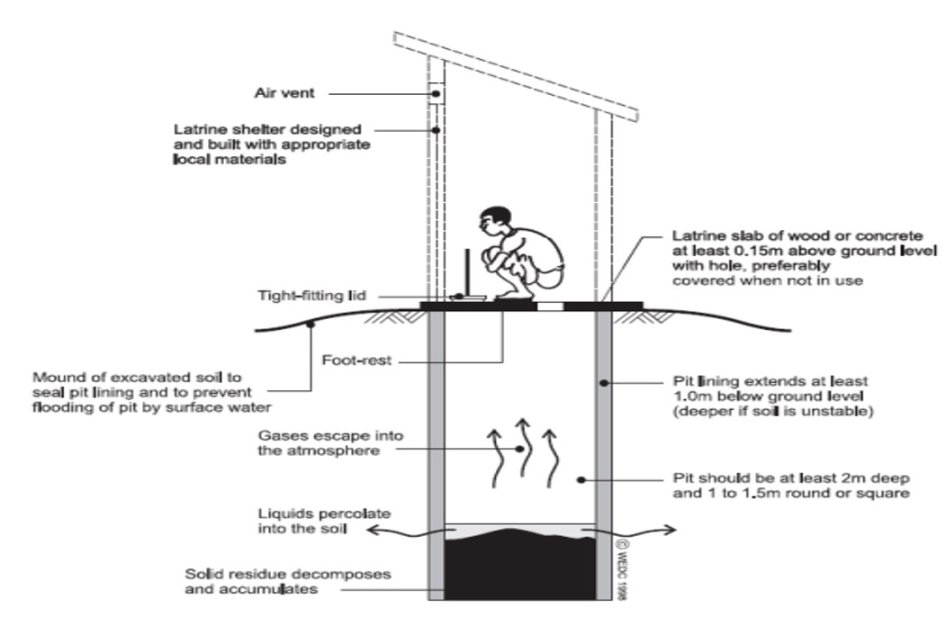 Air vent
Latrine shelter designed
and built with appropriate
local materials
Latrine slab of wood or concrete
at least 0.15m above ground level
with hole, preferably
covered when not in use
Tight-fitting lid
Foot-rest
Mound of excavated soil to
seal pit lining and to prevent
flooding of pit by surface water
Pit lining extends at least
1.0m below ground level
(deeper if soil is unstable)
Gases escape into
the atmosphere
Pit should be at least 2m deep
and 1 to 1.5m round or square
Liquids percolate
into the soil
Solid residue decomposes
and accumulates
© WEDC 1998